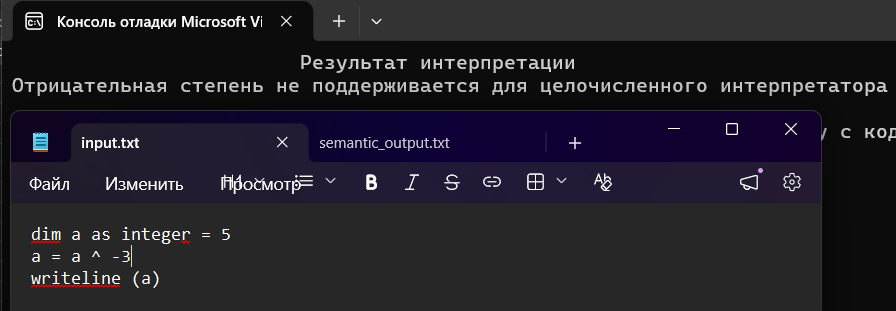 Консоль отладки Microsoft Vi
Результат интерпретации
Отрицательная степень не поддерживается для целочисленного интерпретатора
у с код
input.txt
semantic_output.txt
Файл Изменить Просмотр H1 B I S
dim a as integer = 5
a = a ^ -3
writeline (a)